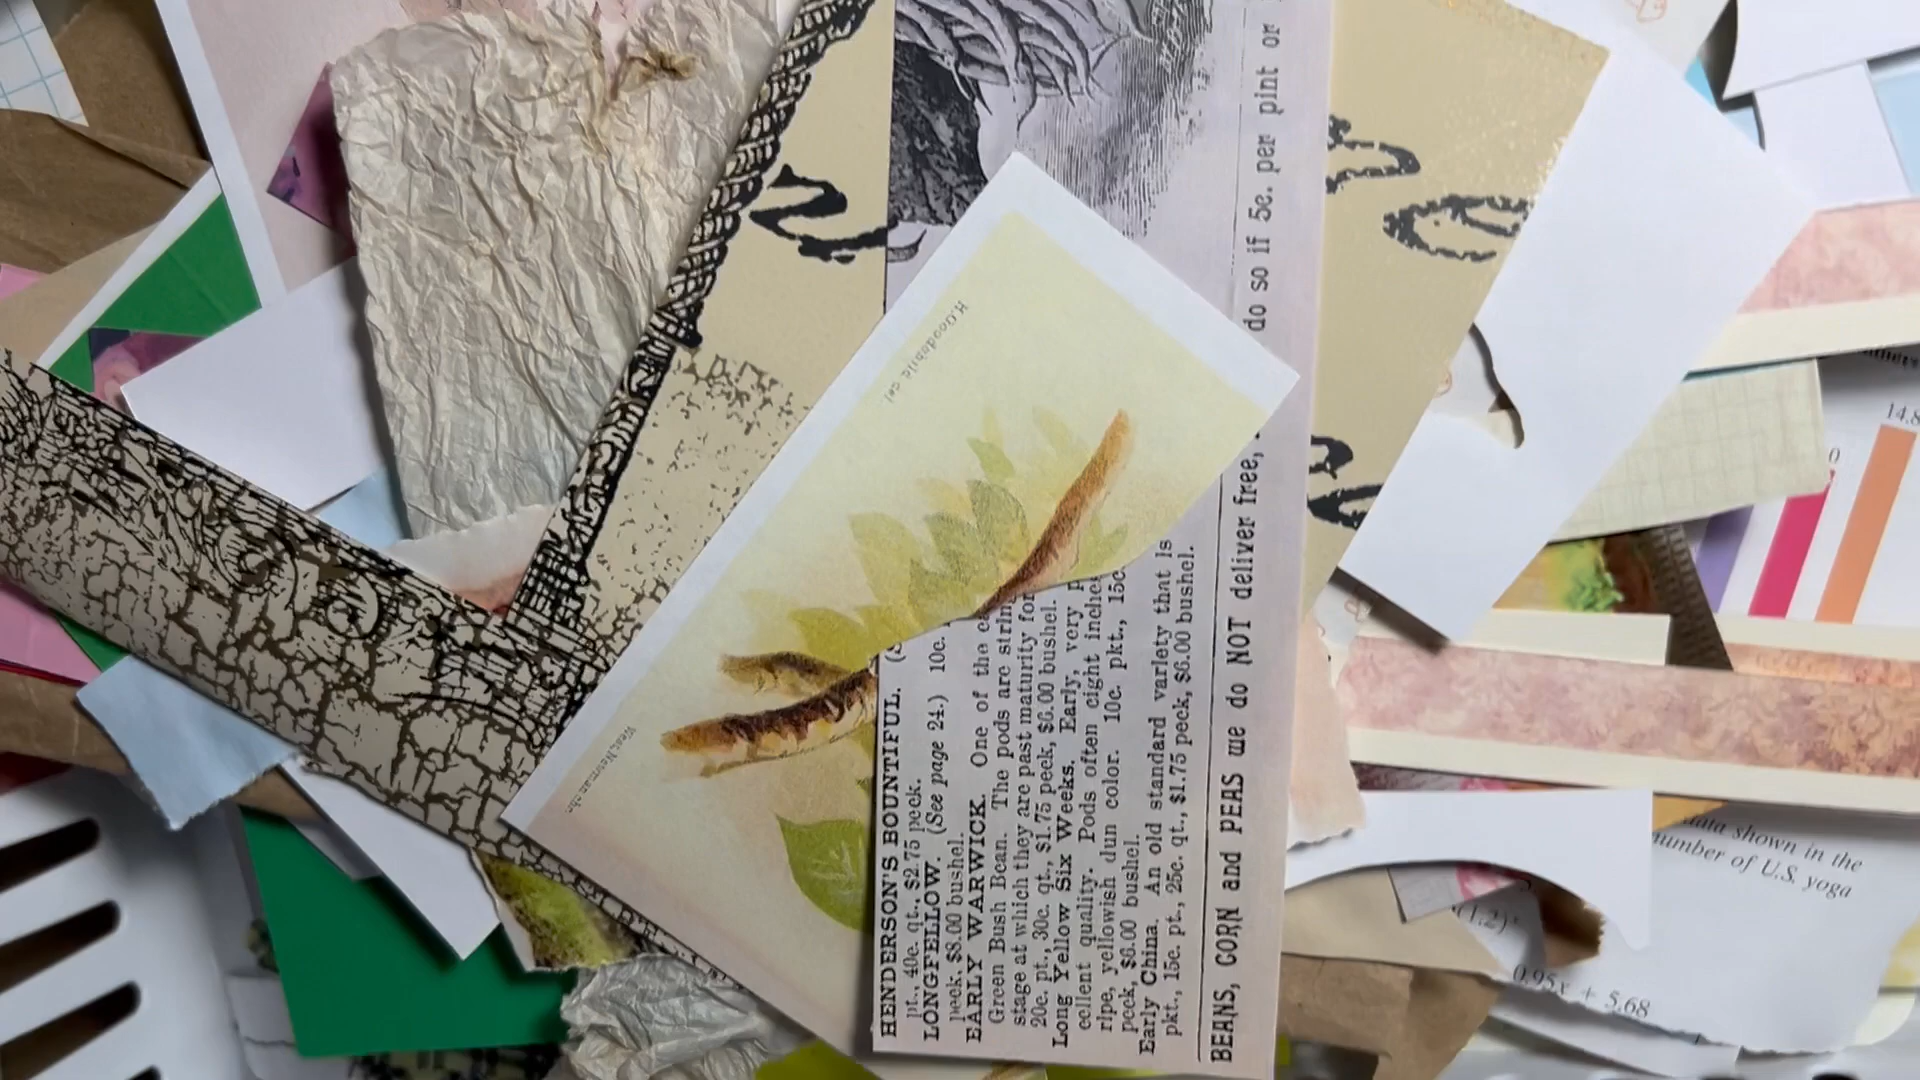 HENDERSON'S BOUNTIFUL. (S
pt., 40c. qt., $2.75 peck.
LONGFELLOW. (See page 24.) 10c.
peck, $8.00 bushel.
EARLY WARWICK. One of the
Green Bush Bean. The pods are
stage at which they are past maturity for
20c. pt., 30c. qt., $1.75 peck, $6.00 bushel.
Long Yellow Six Weeks. Early, very p
cellent quality. Pods often eight inches
ripe, yellowish dun color. 10c. pkt., 15c.
peck, $6.00 bushel.
Early China. An old standard variety that is
pkt., 15c. pt., 25c. qt., $1.75 peck, $6.00 bushel.
BEANS, CORN and PEAS we do NOT deliver free, do so if 5c. per pint or
data shown in the
number of U.S. yoga
(1.2)
0.95x + 5.68
14.8
0